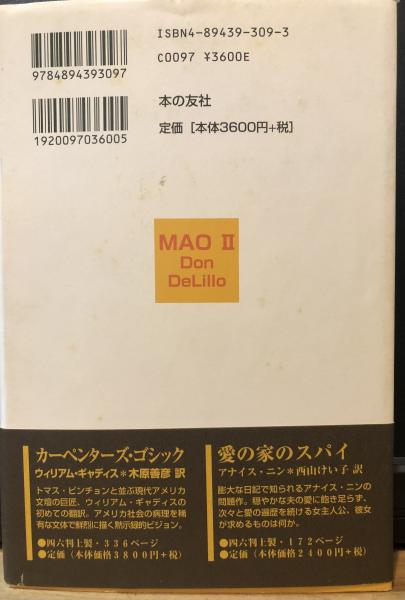 ISBN4-89439-309-3
C0097 ¥3600E
9784894393097
1920097036005
本の友社
定価 [本体3600円+税]
MAO II
Don
DeLillo
カーペンターズ・ゴシック
ウィリアム・ギャディス＊木原善彦 訳
トマス・ピンチョンと並ぶ現代アメリカ
文壇の巨匠、ウィリアム・ギャディスの
初めての翻訳。アメリカ社会の病理を稀
有な文体で鮮烈に描く黙示録的ビジョン。
●四六判上製・336ページ
●定価（本体価格3800円+税）
愛の家のスパイ
アナイス・ニン＊西山けい子 訳
膨大な日記で知られるアナイス・ニンの
問題作。穏やかな夫の愛に飽き足らず、
次々と愛の遍歴を続ける女主人公、彼女
が求めるものは何か。
●四六判上製・172ページ
●定価（本体価格2400円+税）